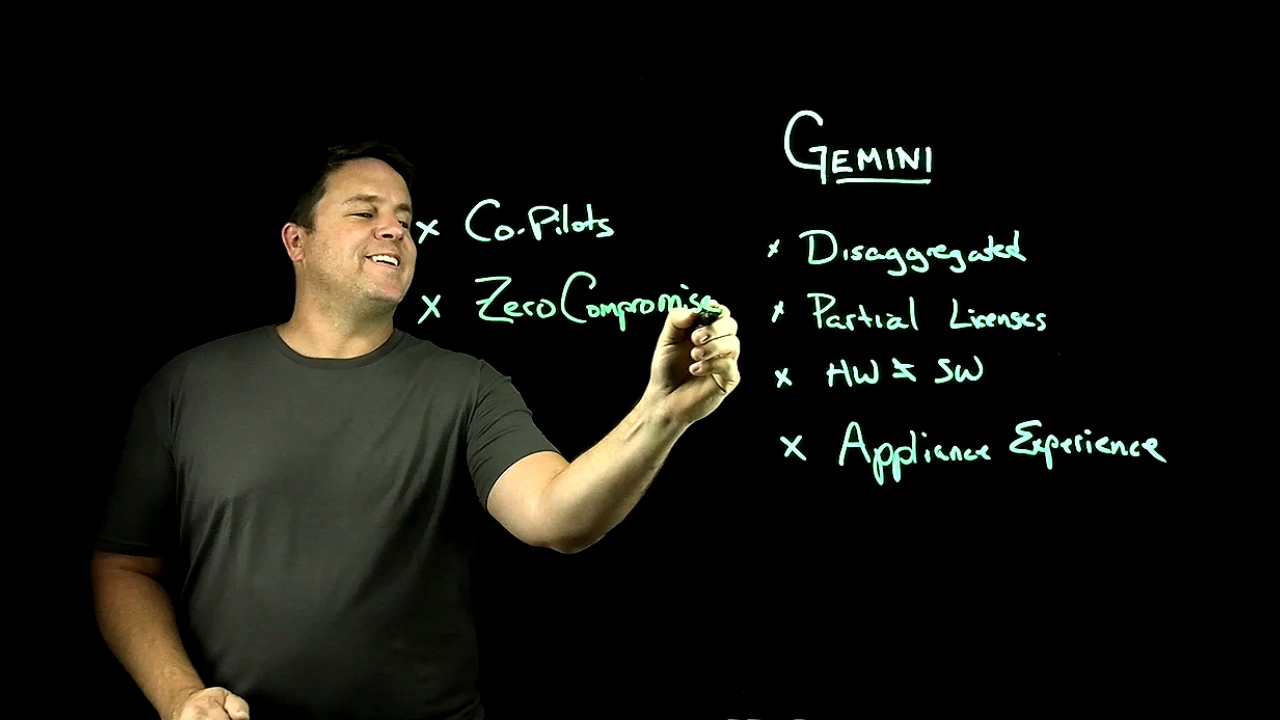 GEMINI
x Co-Pilots
x Zero Compromise
x Disaggregated
x Partial Licenses
x HW & SW
x Appliance Experience